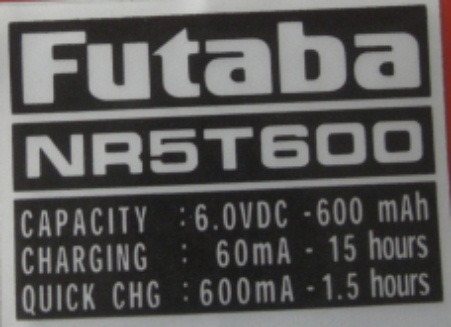 Futaba
NR5T600
CAPACITY : 6.0VDC - 600 mAh
CHARGING : 60mA - 15 hours
QUICK CHG : 600mA - 1.5 hours